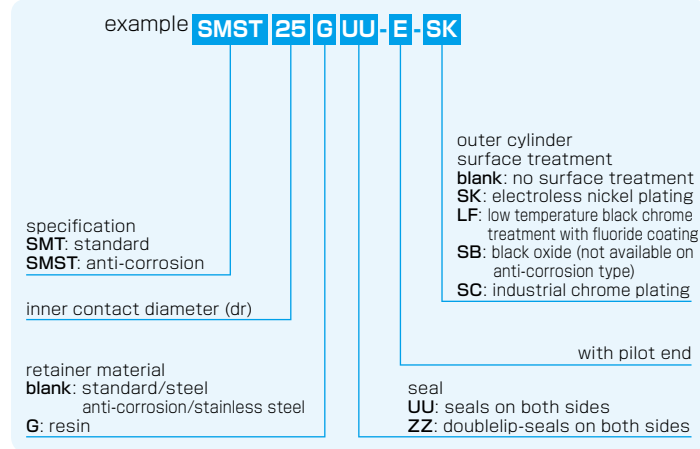 example SMST 25 G UU - E - SK
outer cylinder
surface treatment
blank: no surface treatment
SK: electroless nickel plating
LF: low temperature black chrome
treatment with fluoride coating
SB: black oxide (not available on
anti-corrosion type)
SC: industrial chrome plating
specification
SMT: standard
SMST: anti-corrosion
inner contact diameter (dr)
with pilot end
retainer material
blank: standard/steel
anti-corrosion/stainless steel
G: resin
seal
UU: seals on both sides
ZZ: doublelip-seals on both sides